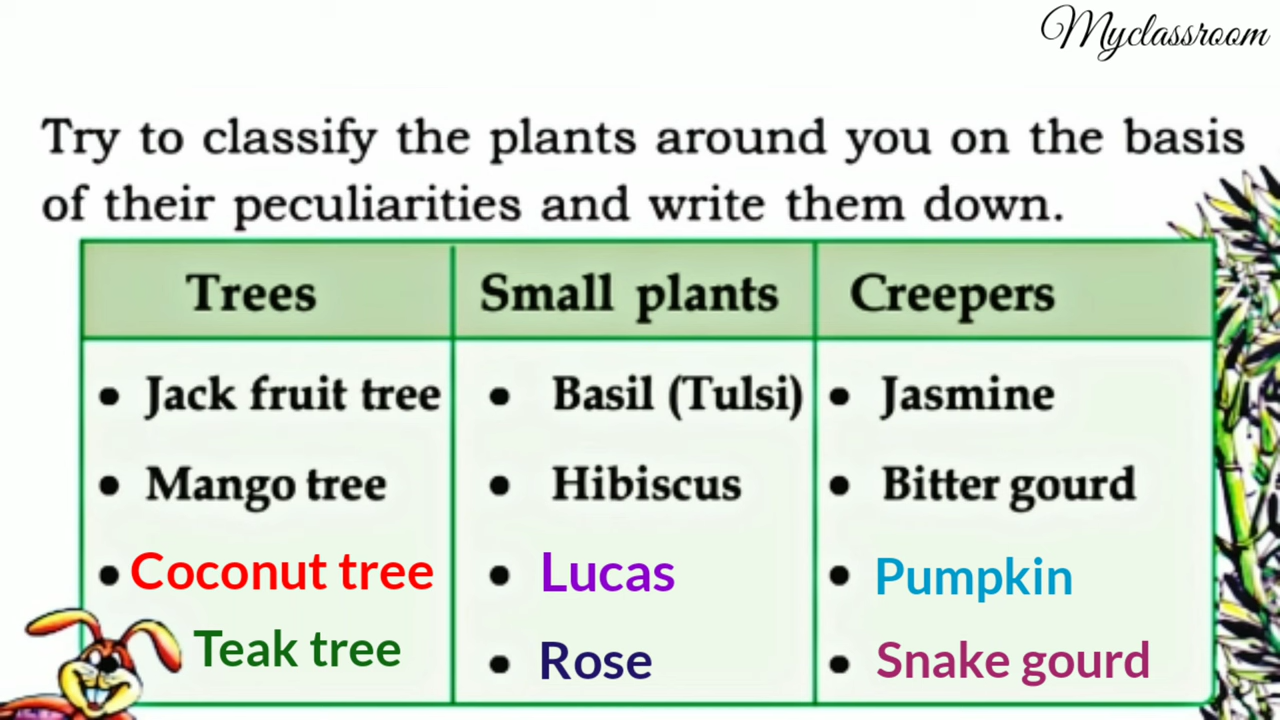 Myclassroom
Try to classify the plants around you on the basis
of their peculiarities and write them down.
Trees Small plants Creepers
• Jack fruit tree • Basil (Tulsi) • Jasmine
• Mango tree • Hibiscus • Bitter gourd
• Coconut tree • Lucas • Pumpkin
Teak tree • Rose • Snake gourd